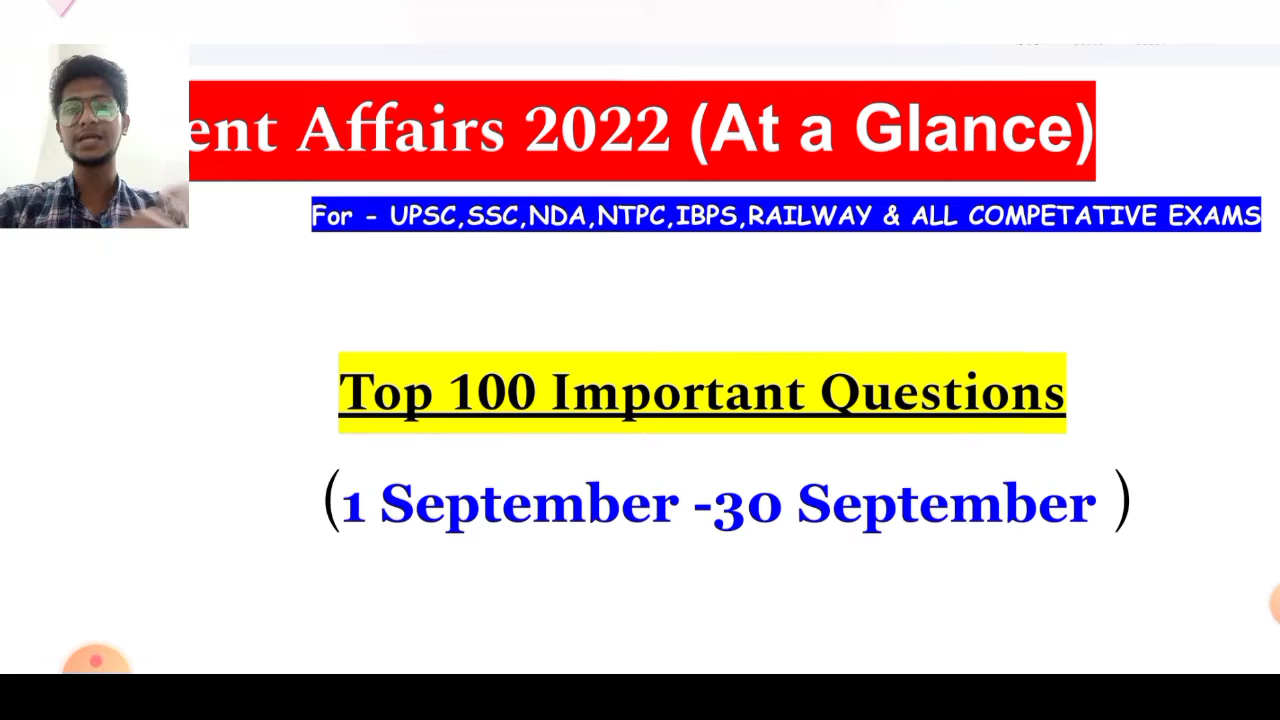 ent Affairs 2022 (At a Glance)
For - UPSC,SSC,NDA,NTPC,IBPS,RAILWAY & ALL COMPETATIVE EXAMS
Top 100 Important Questions
(1 September -30 September )